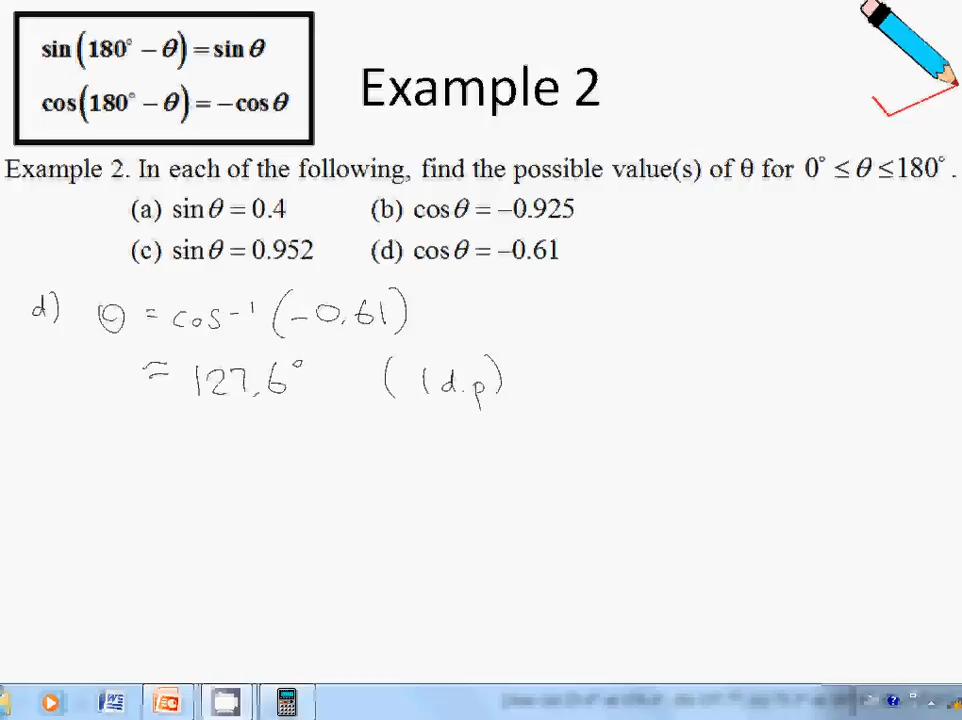 sin(180° − θ) = sin θ
cos(180° − θ) = −cos θ
Example 2
Example 2. In each of the following, find the possible value(s) of θ for 0° ≤ θ ≤ 180°.
(a) sin θ = 0.4 (b) cos θ = −0.925
(c) sin θ = 0.952 (d) cos θ = −0.61
d) θ = cos⁻¹(−0.61)
≈ 127.6° (1 d.p)